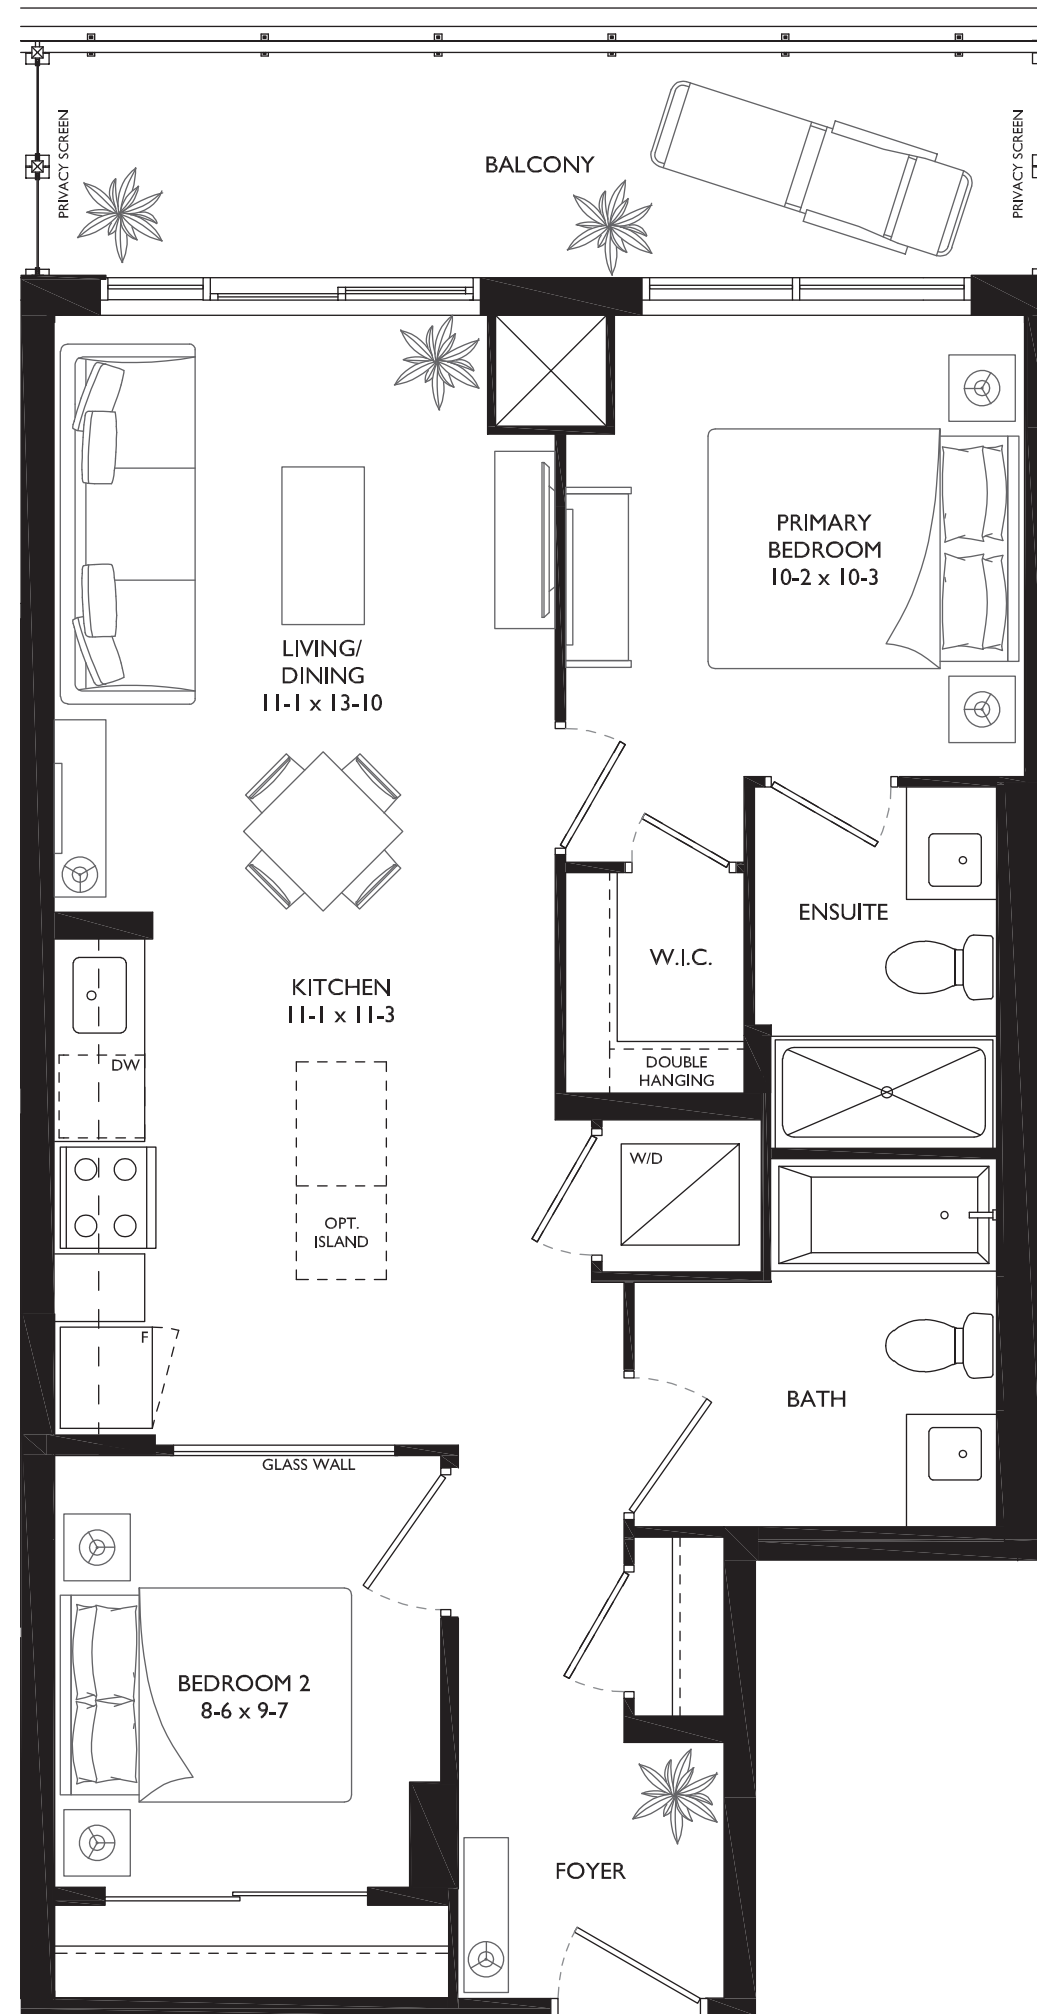 PRIVACY SCREEN
BALCONY
PRIVACY SCREEN
PRIMARY
BEDROOM
10-2 x 10-3
LIVING/
DINING
11-1 x 13-10
ENSUITE
W.I.C.
KITCHEN
11-1 x 11-3
DW
DOUBLE
HANGING
W/D
OPT.
ISLAND
F
BATH
GLASS WALL
BEDROOM 2
8-6 x 9-7
FOYER